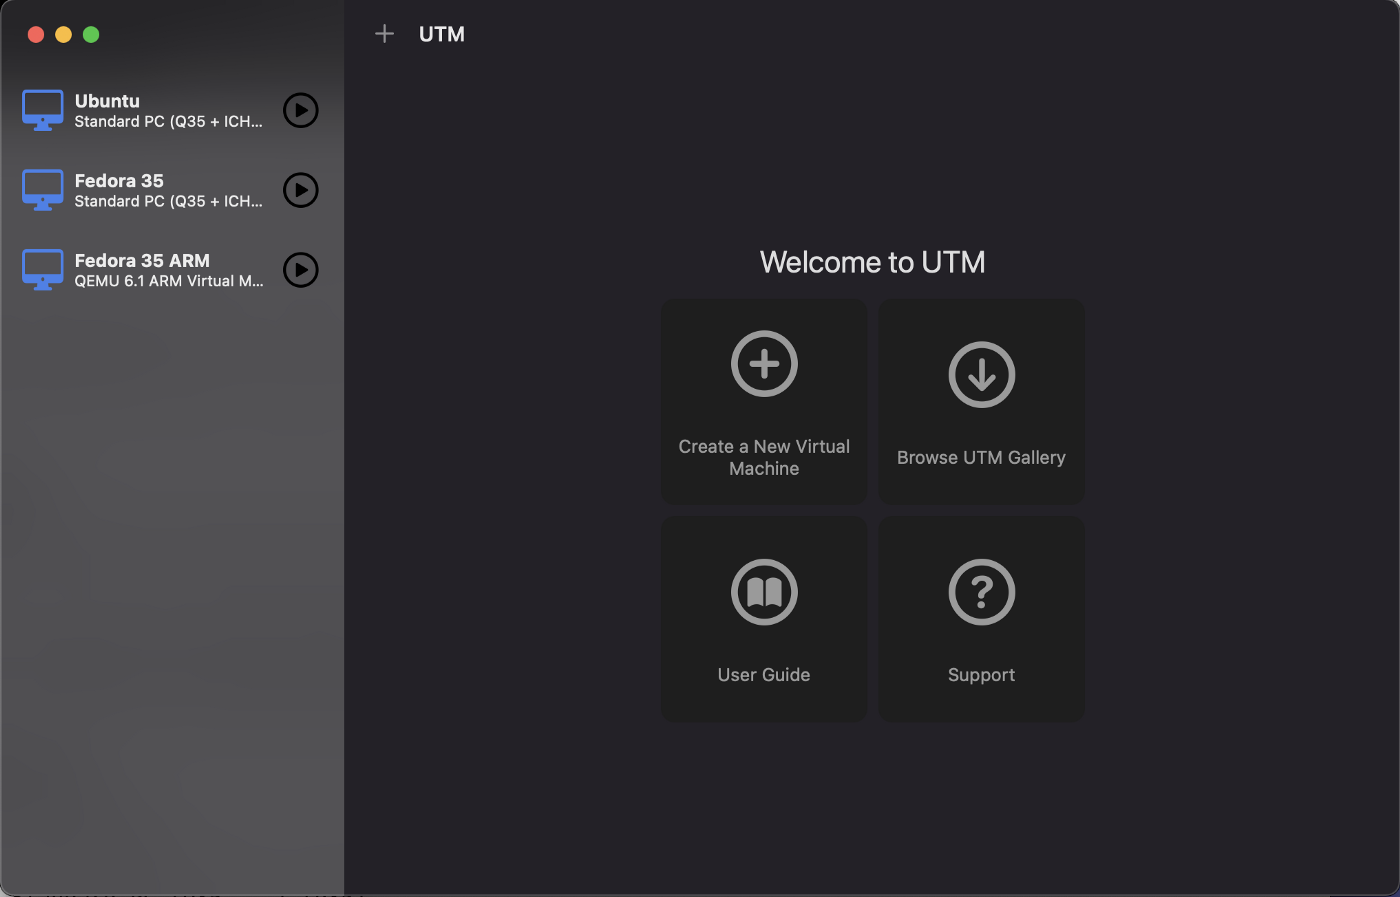 UTM
Ubuntu
Standard PC (Q35 + ICH...
Fedora 35
Standard PC (Q35 + ICH...
Fedora 35 ARM
QEMU 6.1 ARM Virtual M...
Welcome to UTM
Create a New Virtual
Machine
Browse UTM Gallery
User Guide
Support